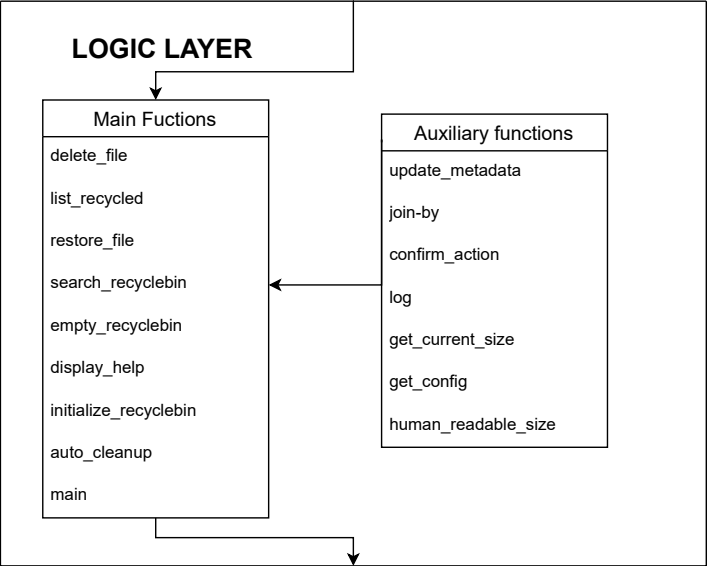 LOGIC LAYER
Main Fuctions
delete_file
list_recycled
restore_file
search_recyclebin
empty_recyclebin
display_help
initialize_recyclebin
auto_cleanup
main
Auxiliary functions
update_metadata
join-by
confirm_action
log
get_current_size
get_config
human_readable_size